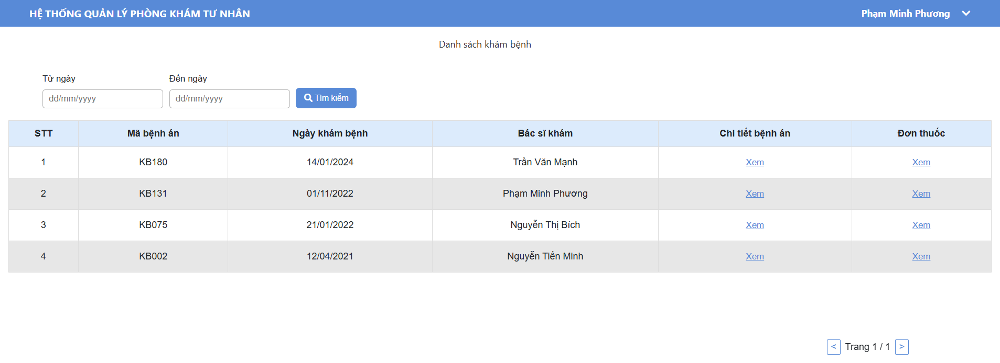 HỆ THỐNG QUẢN LÝ PHÒNG KHÁM TƯ NHÂN Phạm Minh Phương
Danh sách khám bệnh
Từ ngày Đến ngày
dd/mm/yyyy dd/mm/yyyy Tìm kiếm
STT Mã bệnh án Ngày khám bệnh Bác sĩ khám Chi tiết bệnh án Đơn thuốc
1 KB180 14/01/2024 Trần Văn Mạnh Xem Xem
2 KB131 01/11/2022 Phạm Minh Phương Xem Xem
3 KB075 21/01/2022 Nguyễn Thị Bích Xem Xem
4 KB002 12/04/2021 Nguyễn Tiến Minh Xem Xem
< Trang 1 / 1 >